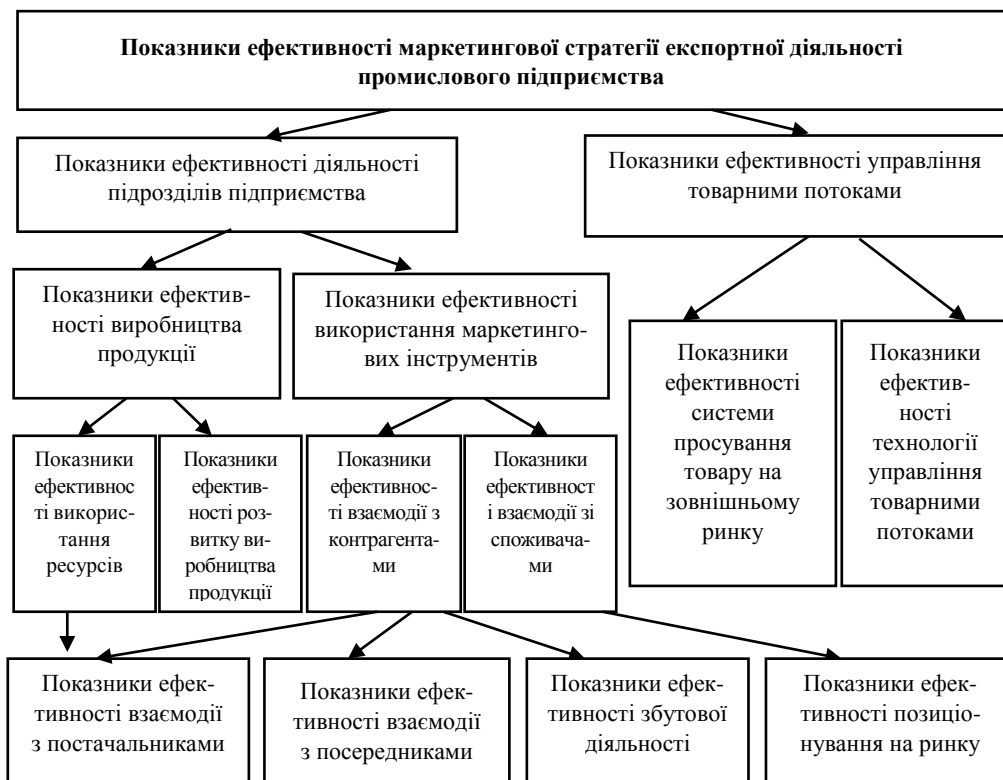 Показники ефективності маркетингової стратегії експортної діяльності
промислового підприємства
Показники ефективності діяльності
підрозділів підприємства
Показники ефективності управління
товарними потоками
Показники ефектив-
ності виробництва
продукції
Показники ефективності
використання маркетинго-
вих інструментів
Показники
ефективності
системи
просування
товару на
зовнішньому
ринку
Показники
ефектив-
ності
технології
управління
товарними
потоками
Показники
ефективнос
ті викорис-
тання
ресурсів
Показники
ефектив-
ності роз-
витку ви-
робництва
продукції
Показники
ефективнос-
ті взаємодії з
контрагента-
ми
Показники
ефективност
і взаємодії зі
споживача-
ми
Показники ефек-
тивності взаємодії
з постачальниками
Показники ефек-
тивності взаємодії
з посередниками
Показники ефек-
тивності збутової
діяльності
Показники ефек-
тивності позиціо-
нування на ринку